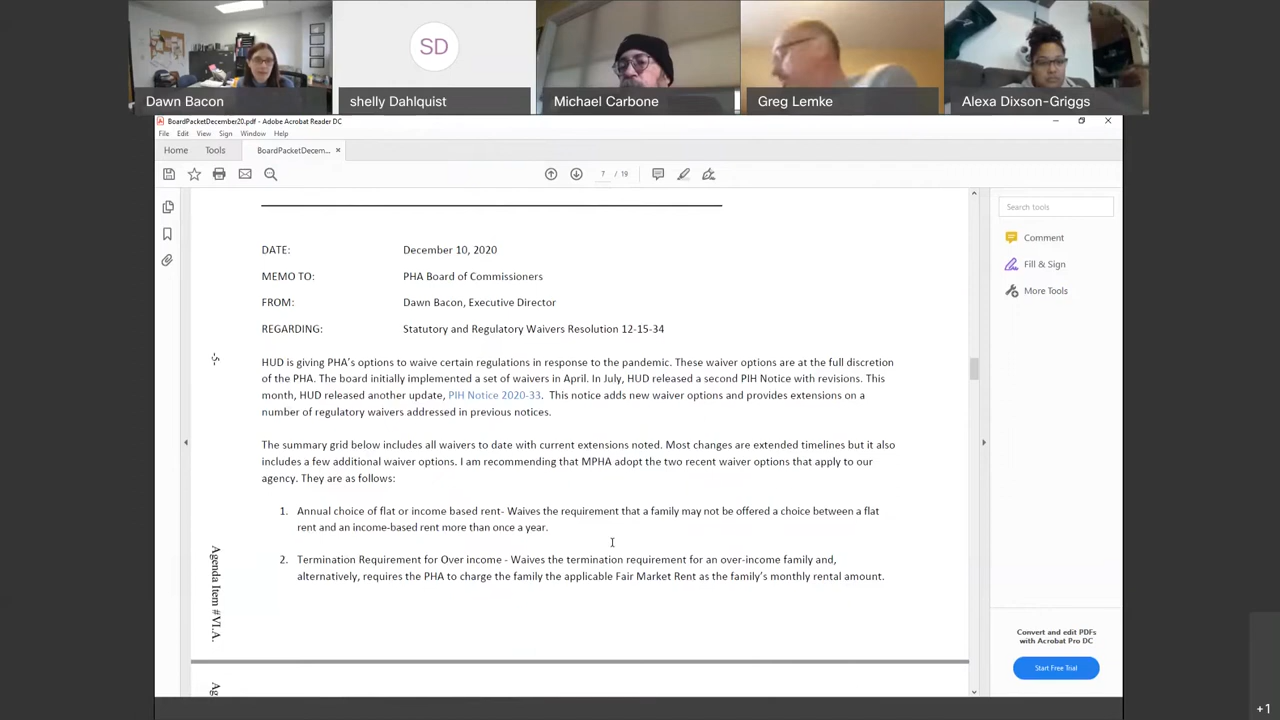 SD
Dawn Bacon
shelly Dahlquist
Michael Carbone
Greg Lemke
Alexa Dixson-Griggs
BoardPacketDecember20.pdf - Adobe Acrobat Reader DC
File Edit View Sign Window Help
Home Tools BoardPacketDecem... ×
7 / 19
Search tools
Comment
Fill & Sign
More Tools
DATE: December 10, 2020
MEMO TO: PHA Board of Commissioners
FROM: Dawn Bacon, Executive Director
REGARDING: Statutory and Regulatory Waivers Resolution 12-15-34
HUD is giving PHA's options to waive certain regulations in response to the pandemic. These waiver options are at the full discretion
of the PHA. The board initially implemented a set of waivers in April. In July, HUD released a second PIH Notice with revisions. This
month, HUD released another update, PIH Notice 2020-33. This notice adds new waiver options and provides extensions on a
number of regulatory waivers addressed in previous notices.
The summary grid below includes all waivers to date with current extensions noted. Most changes are extended timelines but it also
includes a few additional waiver options. I am recommending that MPHA adopt the two recent waiver options that apply to our
agency. They are as follows:
1. Annual choice of flat or income based rent- Waives the requirement that a family may not be offered a choice between a flat
rent and an income-based rent more than once a year.
2. Termination Requirement for Over income - Waives the termination requirement for an over-income family and,
alternatively, requires the PHA to charge the family the applicable Fair Market Rent as the family's monthly rental amount.
-5-
Agenda Item #VI.A.
Ag
Convert and edit PDFs
with Acrobat Pro DC
Start Free Trial
+1